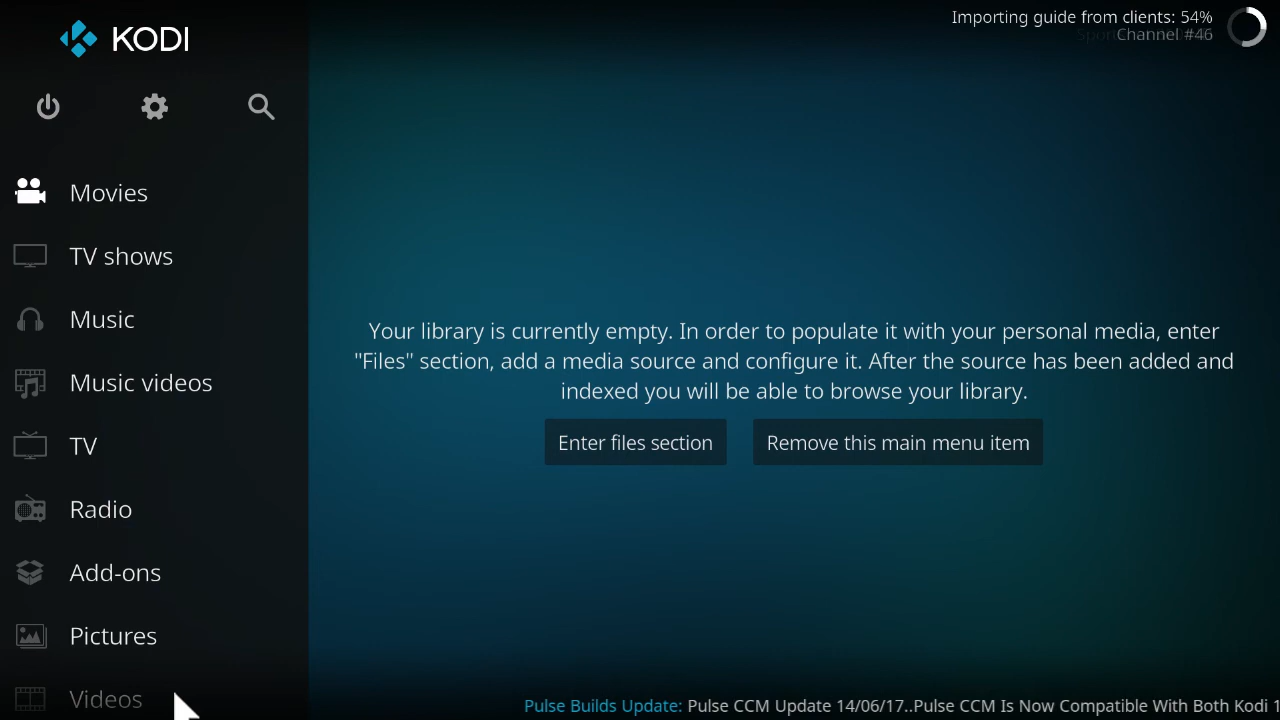 KODI
Importing guide from clients: 54%
Channel #46
Movies
TV shows
Music
Music videos
TV
Radio
Add-ons
Pictures
Videos
Your library is currently empty. In order to populate it with your personal media, enter
"Files" section, add a media source and configure it. After the source has been added and
indexed you will be able to browse your library.
Enter files section
Remove this main menu item
Pulse Builds Update: Pulse CCM Update 14/06/17..Pulse CCM Is Now Compatible With Both Kodi 1